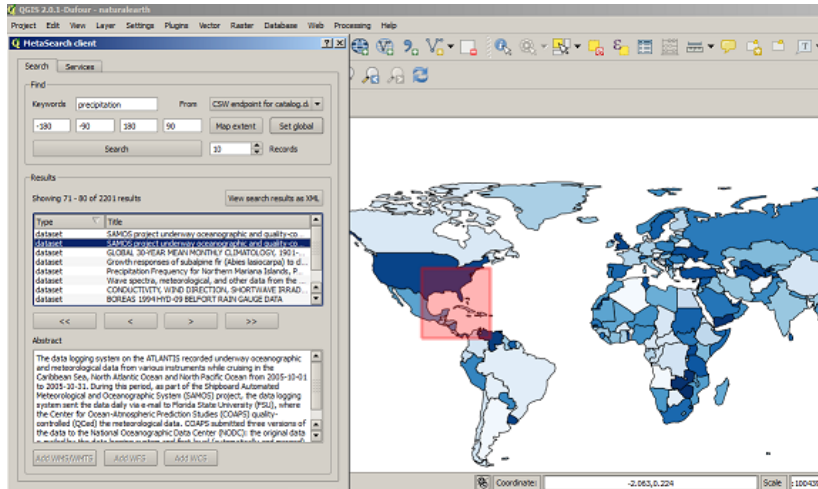 QGIS 2.0.1-Dufour - naturalearth
Project Edit View Layer Settings Plugins Vector Raster Database Web Processing Help
MetaSearch client
Search Services
Find
Keywords precipitation From CSW endpoint for catalog.d
-180 -90 180 90 Map extent Set global
Search 10 Records
Results
Showing 71 - 80 of 2201 results View search results as XML
Type Title
dataset SAMOS project underway oceanographic and quality-co...
dataset SAMOS project underway oceanographic and quality-co...
dataset GLOBAL 30-YEAR MEAN MONTHLY CLIMATOLOGY, 1901-...
dataset Growth responses of subalpine fir (Abies lasiocarpa) to d...
dataset Precipitation Frequency for Northern Mariana Islands, P...
dataset Wave spectra, meteorological, and other data from the ...
dataset CONDUCTIVITY, WIND DIRECTION, SHORTWAVE IRRAD...
dataset BOREAS 1994 HYD-09 BELFORT RAIN GAUGE DATA
<< < > >>
Abstract
The data logging system on the ATLANTIS recorded underway oceanographic
and meteorological data from various instruments while cruising in the
Caribbean Sea, North Atlantic Ocean and North Pacific Ocean from 2005-10-01
to 2005-10-31. During this period, as part of the Shipboard Automated
Meteorological and Oceanographic System (SAMOS) project, the data logging
system sent the data daily via e-mail to Florida State University (FSU), where
the Center for Ocean-Atmospheric Prediction Studies (COAPS) quality-
controlled (QCed) the meteorological data. COAPS submitted three versions of
the data to the National Oceanographic Data Center (NODC): the original data
Add WMS/WMTS Add WFS Add WCS
Coordinate: -2.063,0.224 Scale